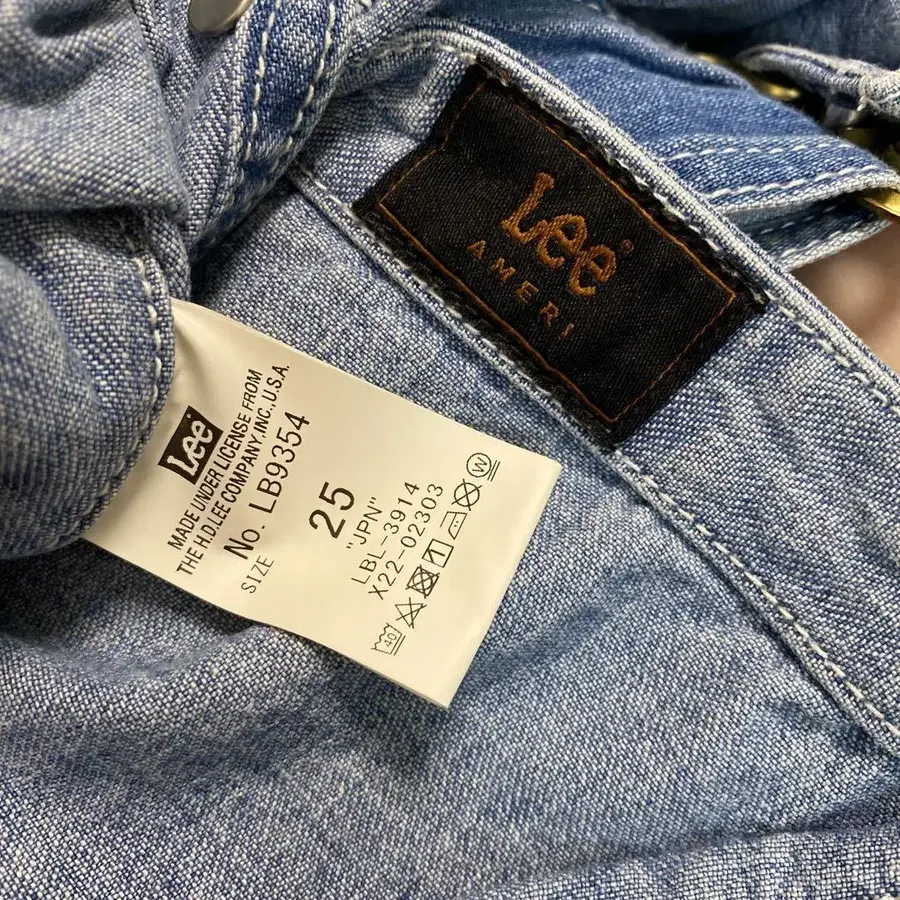 Lee®
AMERI
Lee
MADE UNDER LICENSE FROM
THE H.D.LEE COMPANY.INC.,U.S.A.
No. LB9354
SIZE 25
"JPN"
LBL-3914
X22-02303
40
W